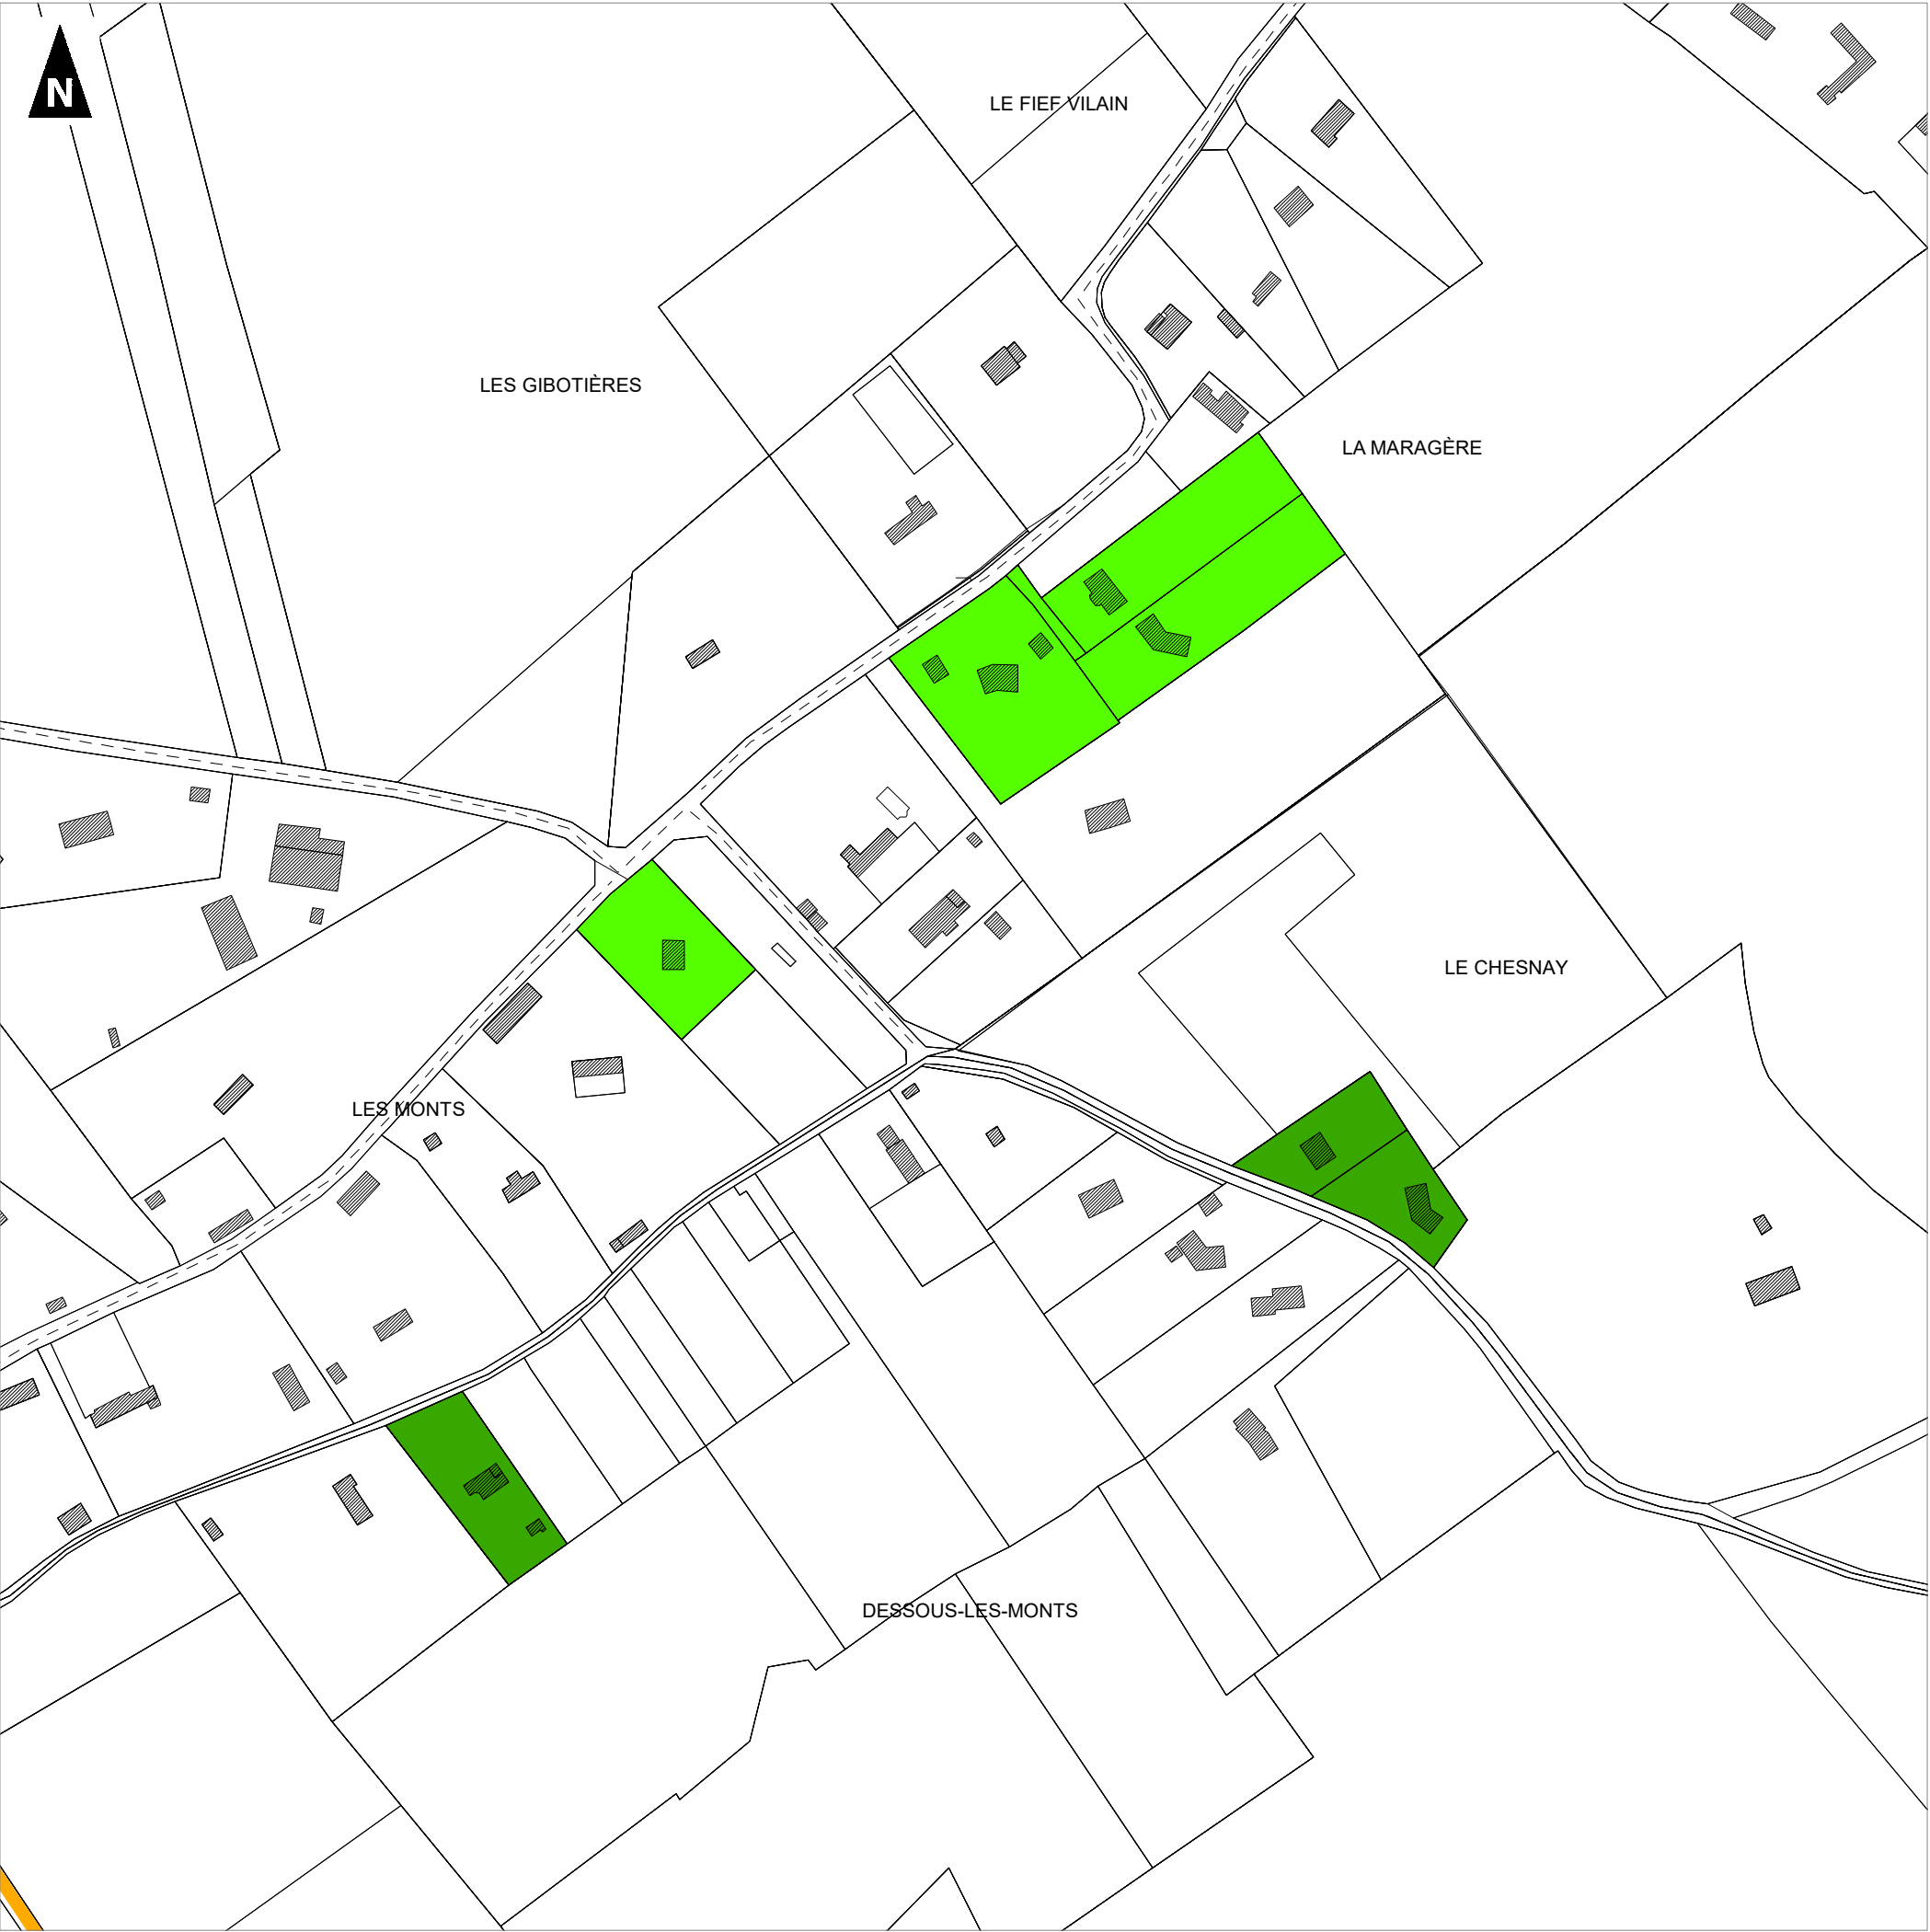 N
LE FIEF VILAIN
LES GIBOTIÈRES
LA MARAGÈRE
LE CHESNAY
LES MONTS
DESSOUS-LES-MONTS